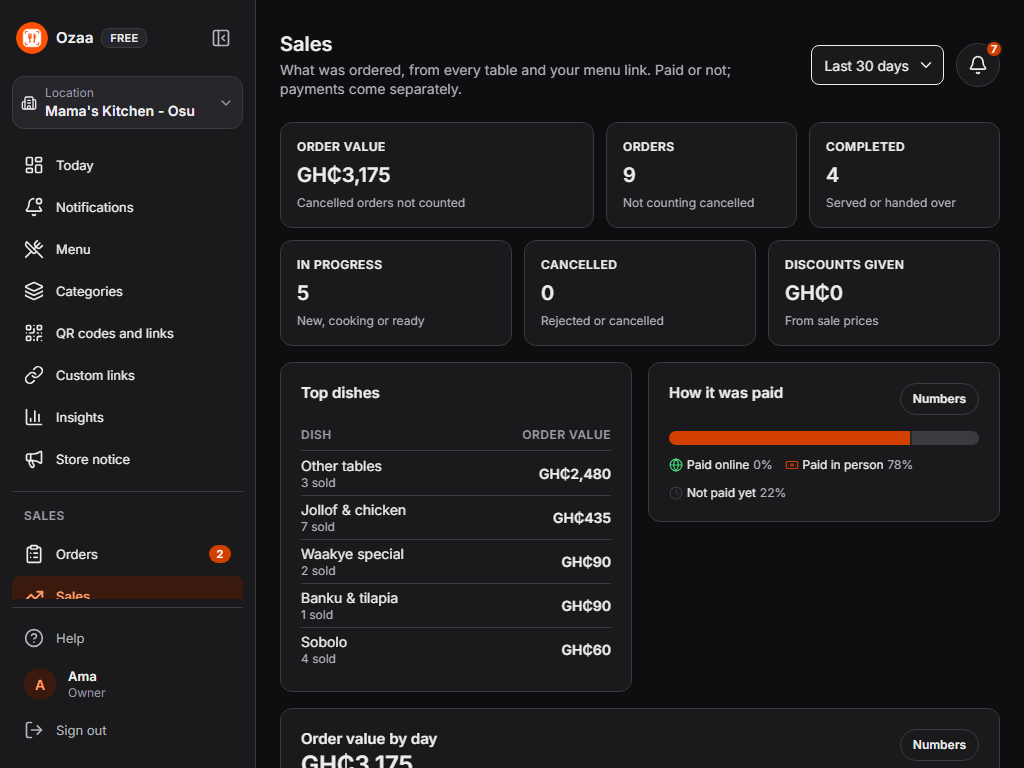 Ozaa FREE
Location
Mama's Kitchen - Osu
Today
Notifications
Menu
Categories
QR codes and links
Custom links
Insights
Store notice
SALES
Orders 2
Sales
Help
A
Ama
Owner
Sign out
Sales
What was ordered, from every table and your menu link. Paid or not;
payments come separately.
Last 30 days
7
ORDER VALUE
GH₵3,175
Cancelled orders not counted
ORDERS
9
Not counting cancelled
COMPLETED
4
Served or handed over
IN PROGRESS
5
New, cooking or ready
CANCELLED
0
Rejected or cancelled
DISCOUNTS GIVEN
GH₵0
From sale prices
Top dishes
DISH ORDER VALUE
Other tables
3 sold
GH₵2,480
Jollof & chicken
7 sold
GH₵435
Waakye special
2 sold
GH₵90
Banku & tilapia
1 sold
GH₵90
Sobolo
4 sold
GH₵60
How it was paid
Numbers
Paid online 0% Paid in person 78%
Not paid yet 22%
Order value by day
GH₵3,175
Numbers